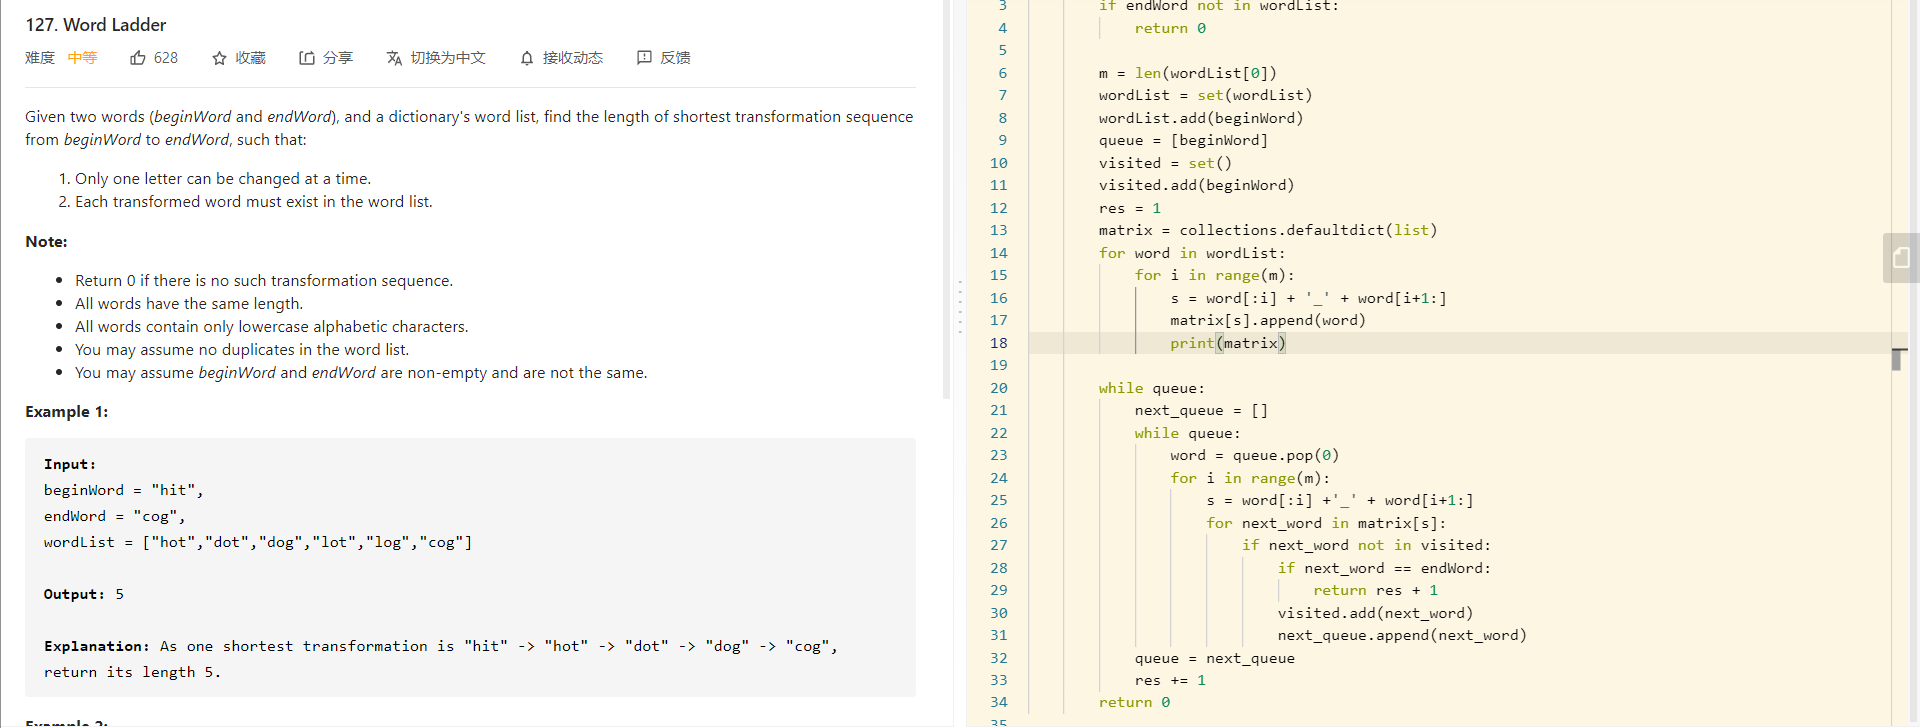 127. Word Ladder
难度 中等 628 收藏 分享 切换为中文 接收动态 反馈
Given two words (beginWord and endWord), and a dictionary's word list, find the length of shortest transformation sequence
from beginWord to endWord, such that:
1. Only one letter can be changed at a time.
2. Each transformed word must exist in the word list.
Note:
• Return 0 if there is no such transformation sequence.
• All words have the same length.
• All words contain only lowercase alphabetic characters.
• You may assume no duplicates in the word list.
• You may assume beginWord and endWord are non-empty and are not the same.
Example 1:
Input:
beginWord = "hit",
endWord = "cog",
wordList = ["hot","dot","dog","lot","log","cog"]
Output: 5
Explanation: As one shortest transformation is "hit" -> "hot" -> "dot" -> "dog" -> "cog",
return its length 5.
Example 2:
3 if endWord not in wordList:
4 return 0
5
6 m = len(wordList[0])
7 wordList = set(wordList)
8 wordList.add(beginWord)
9 queue = [beginWord]
10 visited = set()
11 visited.add(beginWord)
12 res = 1
13 matrix = collections.defaultdict(list)
14 for word in wordList:
15 for i in range(m):
16 s = word[:i] + '_' + word[i+1:]
17 matrix[s].append(word)
18 print(matrix)
19
20 while queue:
21 next_queue = []
22 while queue:
23 word = queue.pop(0)
24 for i in range(m):
25 s = word[:i] +'_' + word[i+1:]
26 for next_word in matrix[s]:
27 if next_word not in visited:
28 if next_word == endWord:
29 return res + 1
30 visited.add(next_word)
31 next_queue.append(next_word)
32 queue = next_queue
33 res += 1
34 return 0
35